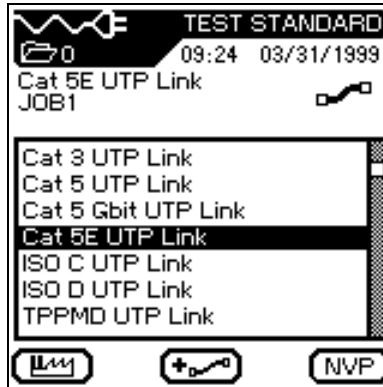 TEST STANDARD
0 09:24 03/31/1999
Cat 5E UTP Link
JOB1
Cat 3 UTP Link
Cat 5 UTP Link
Cat 5 Gbit UTP Link
Cat 5E UTP Link
ISO C UTP Link
ISO D UTP Link
TPPMD UTP Link
NVP